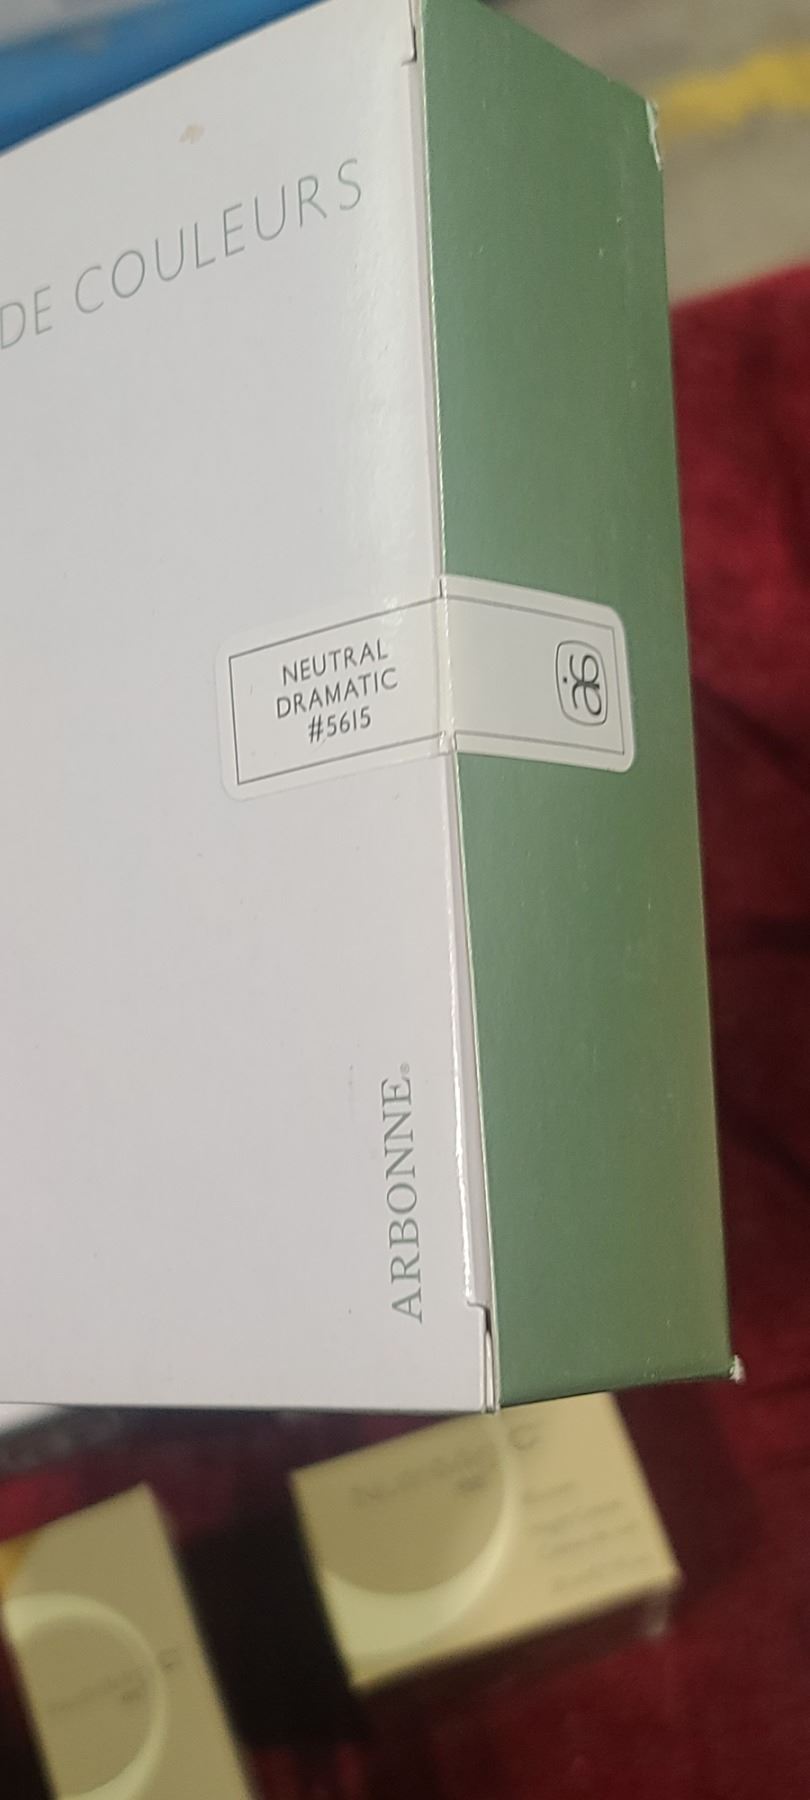 DE COULEURS
NEUTRAL
DRAMATIC
#5615
ARBONNE®